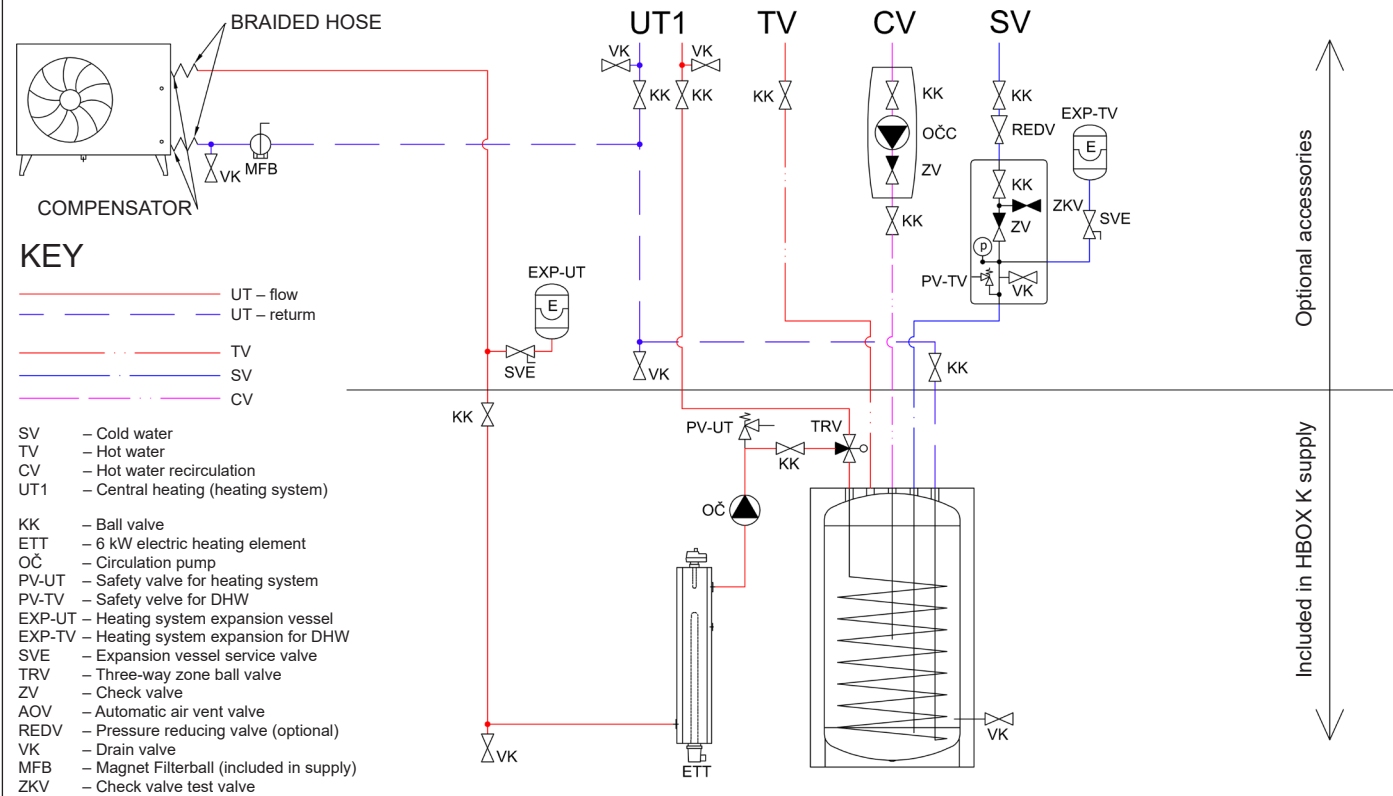 BRAIDED HOSE
UT1
TV
CV
SV
VK
VK
KK
KK
KK
KK
KK
EXP-TV
E
REDV
OČC
ZV
KK
ZKV
SVE
ZV
KK
P
PV-TV
VK
VK
MFB
COMPENSATOR
Optional accessories
KEY
UT – flow
UT – returm
TV
SV
CV
EXP-UT
E
SVE
VK
KK
KK
PV-UT
TRV
KK
OČ
SV – Cold water
TV – Hot water
CV – Hot water recirculation
UT1 – Central heating (heating system)
KK – Ball valve
ETT – 6 kW electric heating element
OČ – Circulation pump
PV-UT – Safety valve for heating system
PV-TV – Safety velve for DHW
EXP-UT – Heating system expansion vessel
EXP-TV – Heating system expansion for DHW
SVE – Expansion vessel service valve
TRV – Three-way zone ball valve
ZV – Check valve
AOV – Automatic air vent valve
REDV – Pressure reducing valve (optional)
VK – Drain valve
MFB – Magnet Filterball (included in supply)
ZKV – Check valve test valve
VK
ETT
VK
Included in HBOX K supply